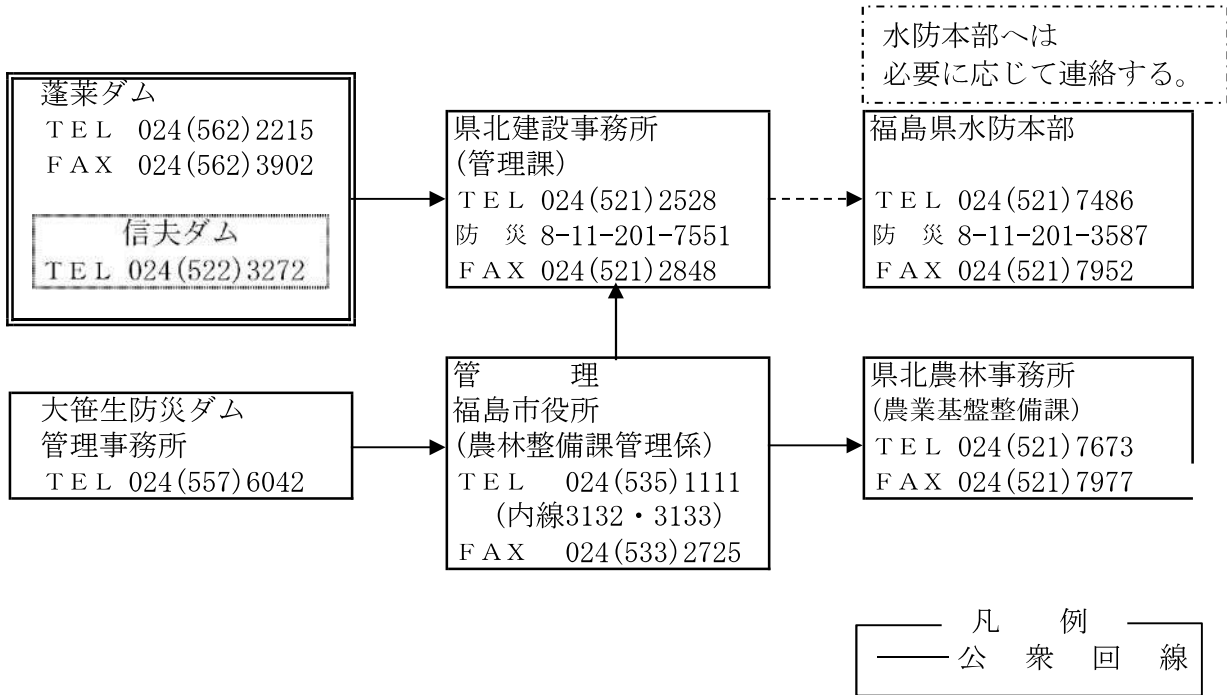 水防本部へは
必要に応じて連絡する。
蓬莱ダム
TEL 024(562)2215
FAX 024(562)3902
信夫ダム
TEL 024(522)3272
県北建設事務所
(管理課)
TEL 024(521)2528
防 災 8-11-201-7551
FAX 024(521)2848
福島県水防本部
TEL 024(521)7486
防 災 8-11-201-3587
FAX 024(521)7952
大笹生防災ダム
管理事務所
TEL 024(557)6042
管 理
福島市役所
(農林整備課管理係)
TEL 024(535)1111
(内線3132・3133)
FAX 024(533)2725
県北農林事務所
(農業基盤整備課)
TEL 024(521)7673
FAX 024(521)7977
凡 例
公 衆 回 線